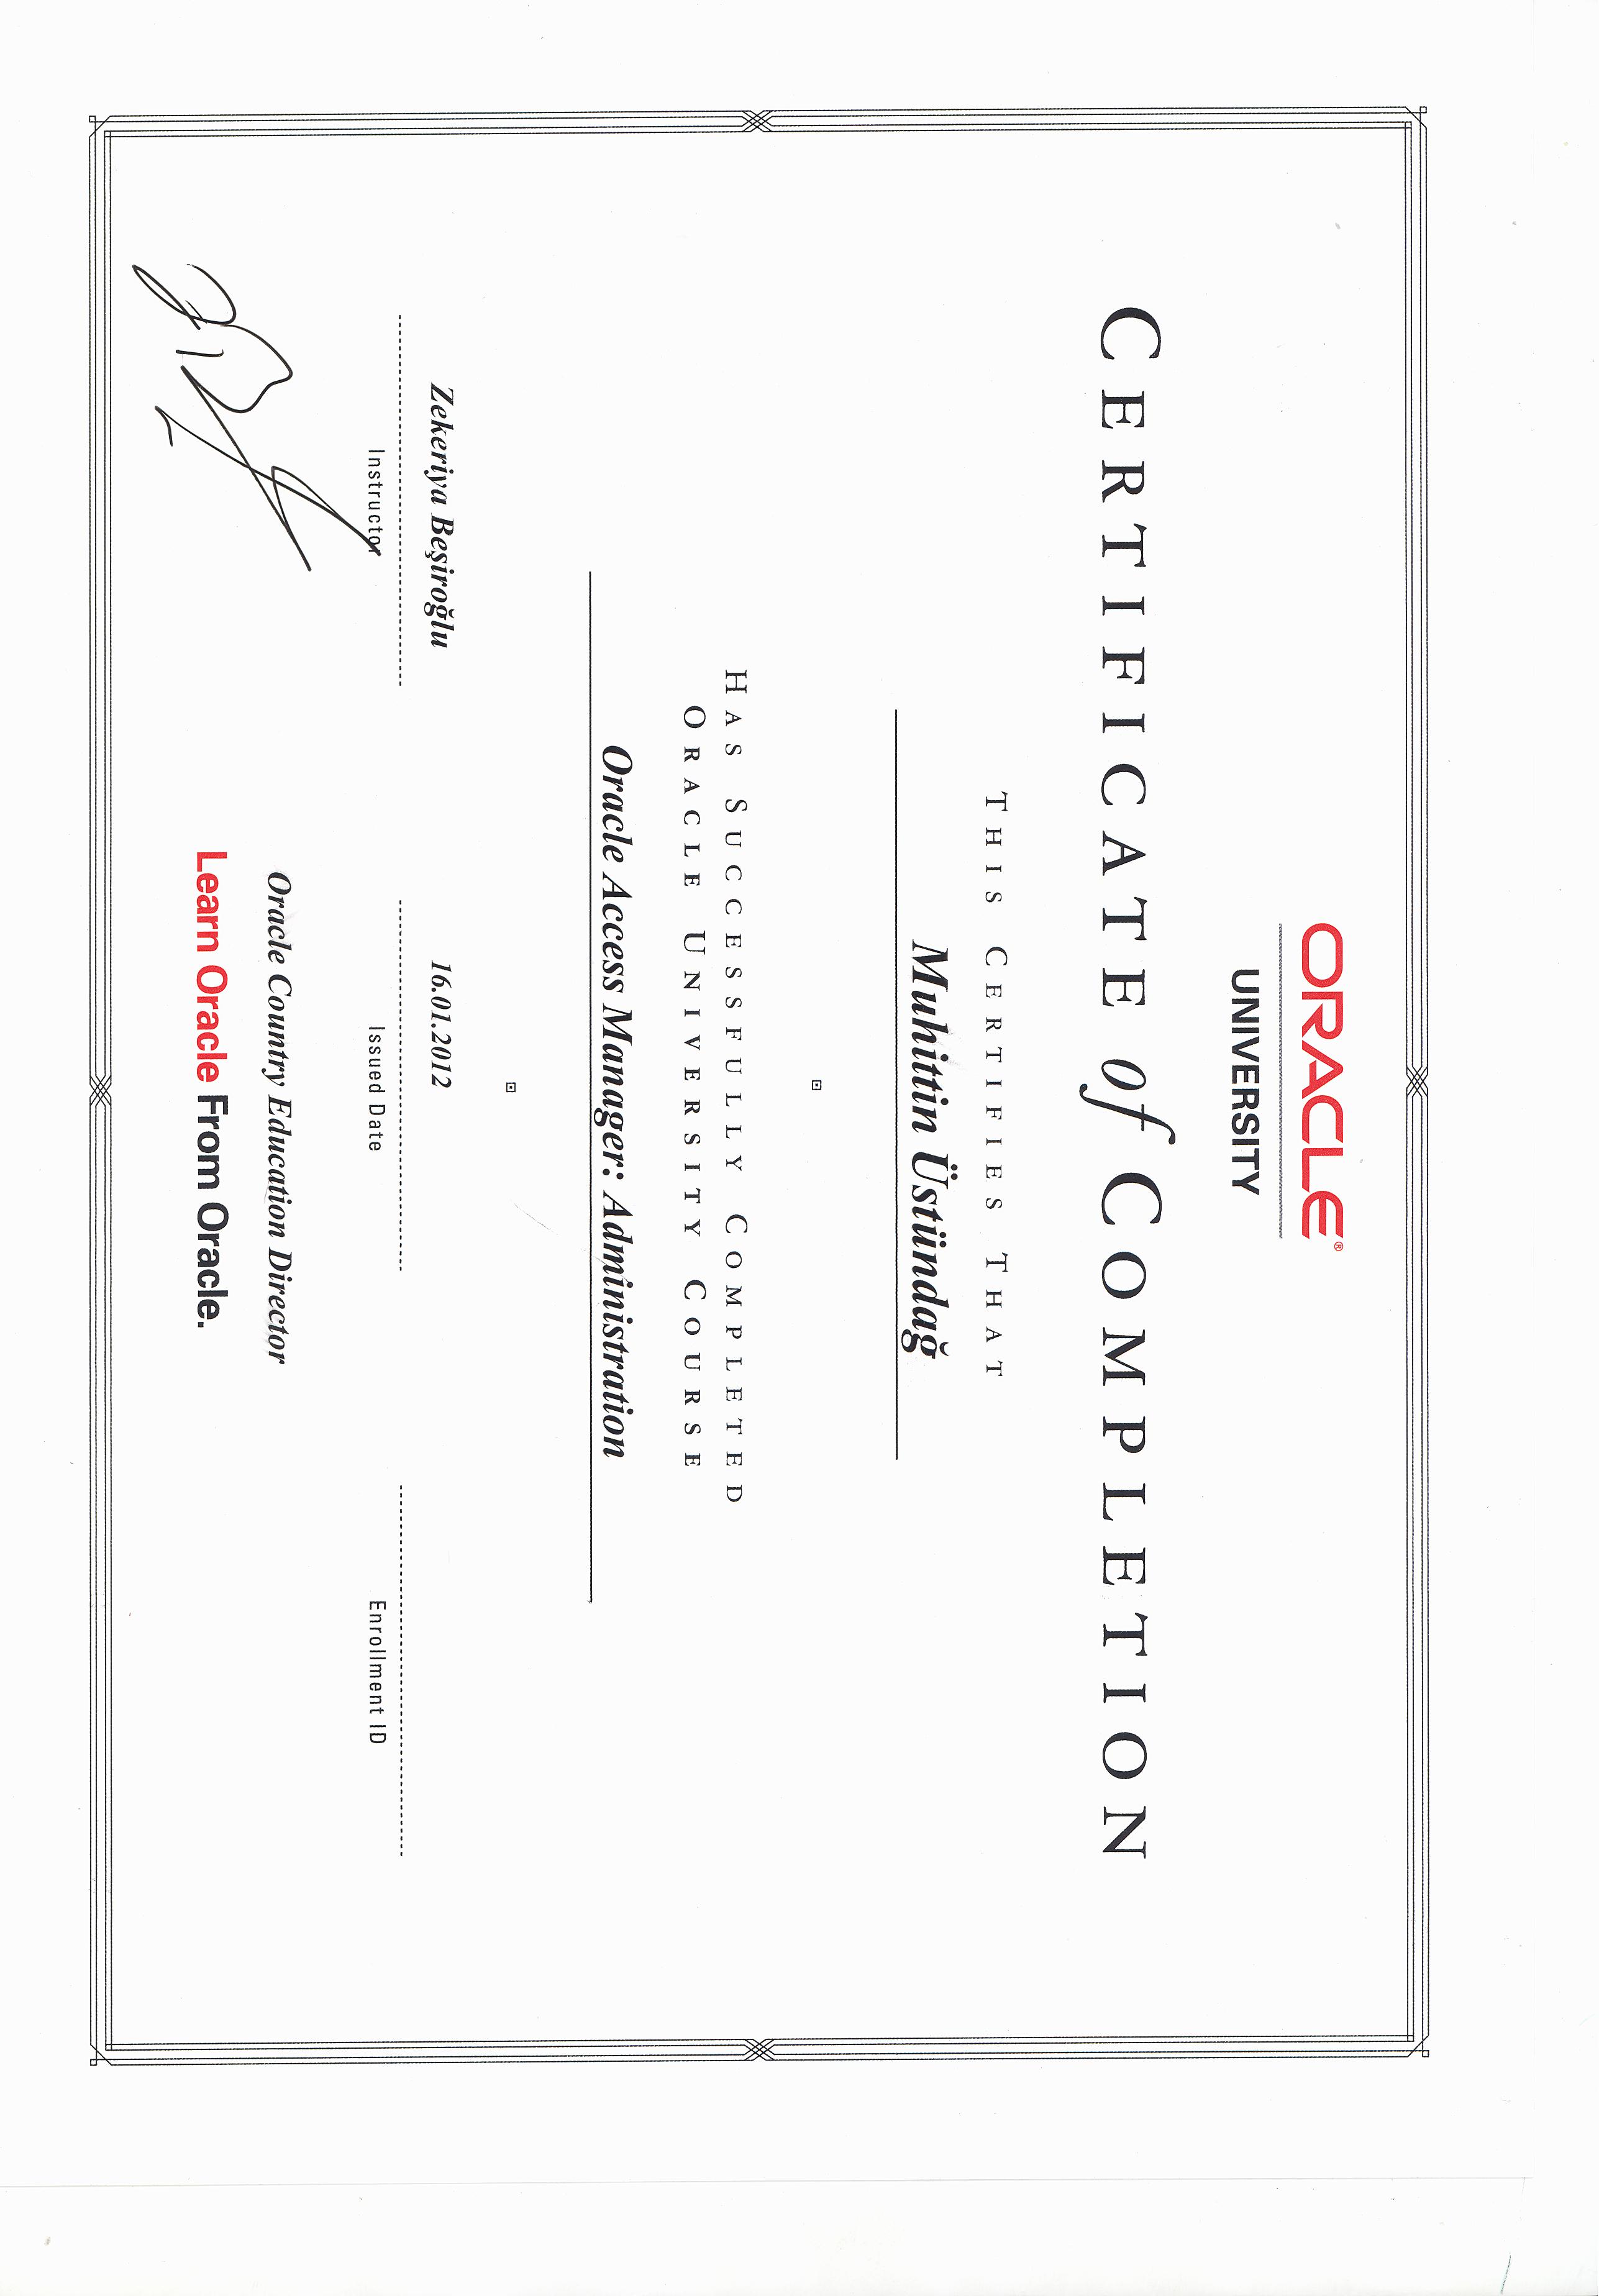 ORACLE®
UNIVERSITY
CERTIFICATE of COMPLETION
THIS CERTIFIES THAT
Muhittin Üstündağ
HAS SUCCESSFULLY COMPLETED
ORACLE UNIVERSITY COURSE
Oracle Access Manager: Administration
Zekeriya Beşiroğlu 16.01.2012
Instructor Issued Date Enrollment ID
Oracle Country Education Director
Learn Oracle From Oracle.